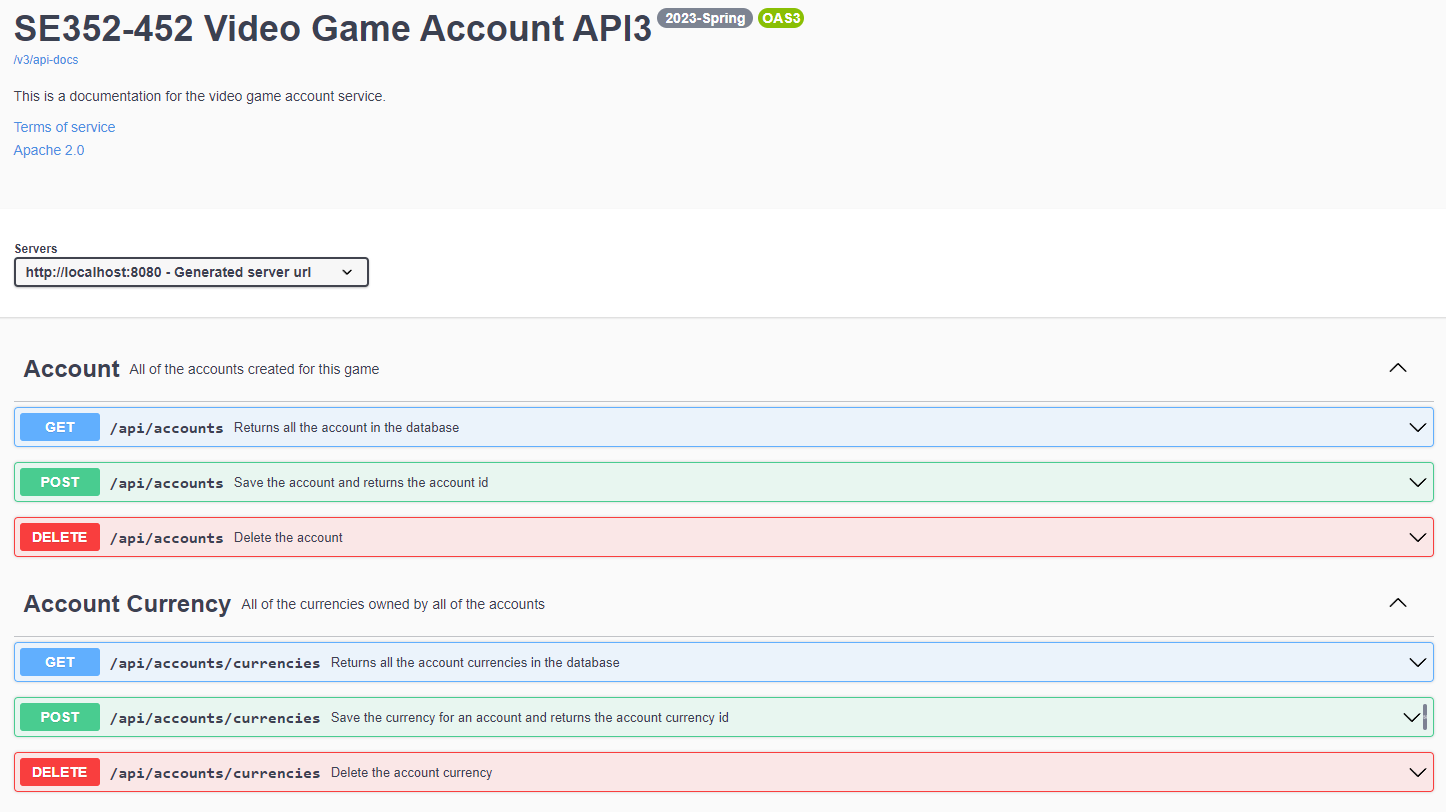 SE352-452 Video Game Account API3 2023-Spring OAS3
/v3/api-docs
This is a documentation for the video game account service.
Terms of service
Apache 2.0
Servers
http://localhost:8080 - Generated server url
Account All of the accounts created for this game
GET /api/accounts Returns all the account in the database
POST /api/accounts Save the account and returns the account id
DELETE /api/accounts Delete the account
Account Currency All of the currencies owned by all of the accounts
GET /api/accounts/currencies Returns all the account currencies in the database
POST /api/accounts/currencies Save the currency for an account and returns the account currency id
DELETE /api/accounts/currencies Delete the account currency